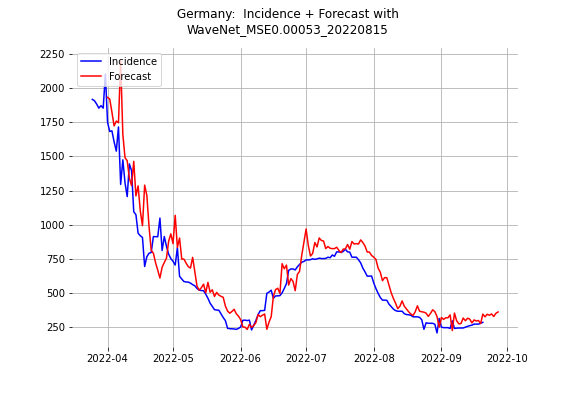 Germany:  Incidence + Forecast with
WaveNet_MSE0.00053_20220815
Incidence
Forecast
2250
2000
1750
1500
1250
1000
750
500
250
2022-04 2022-05 2022-06 2022-07 2022-08 2022-09 2022-10